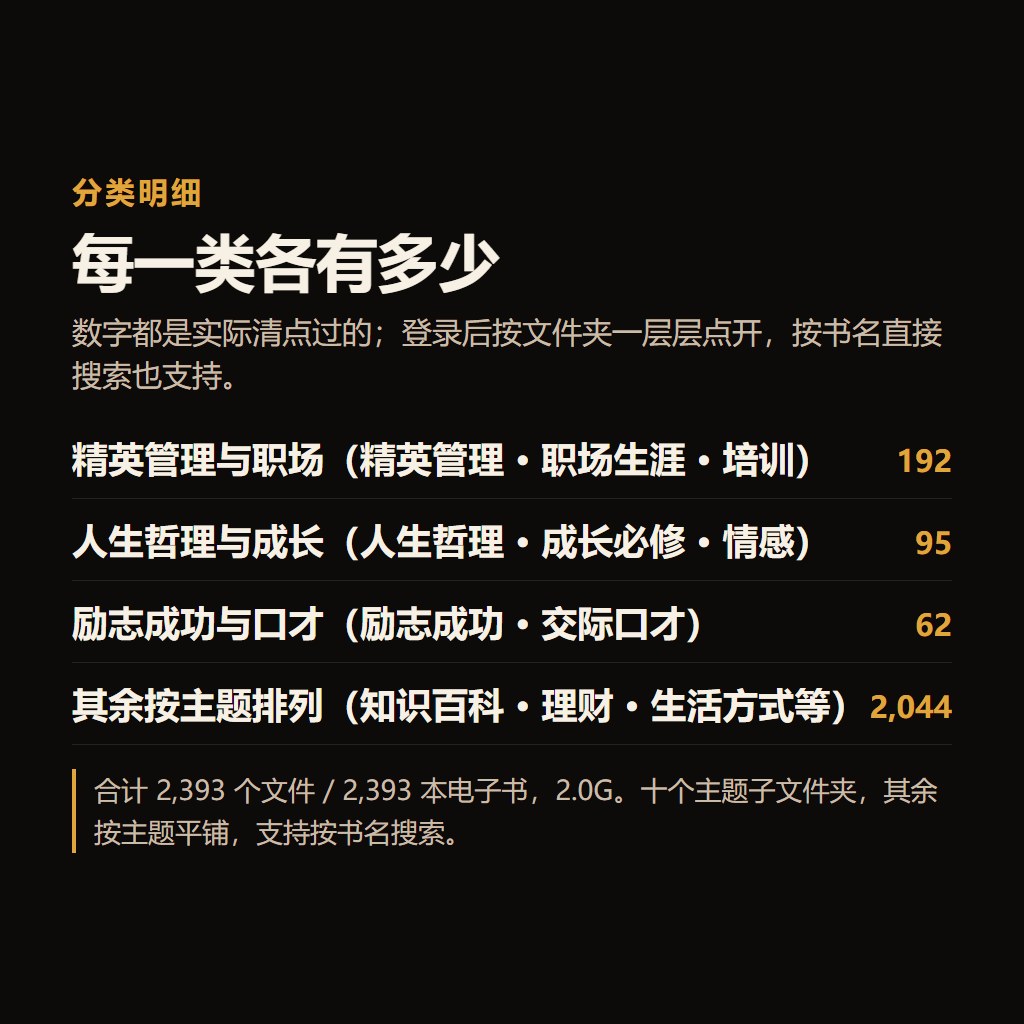 分类明细
每一类各有多少
数字都是实际清点过的；登录后按文件夹一层层点开，按书名直接
搜索也支持。
精英管理与职场（精英管理·职场生涯·培训） 192
人生哲理与成长（人生哲理·成长必修·情感） 95
励志成功与口才（励志成功·交际口才） 62
其余按主题排列（知识百科·理财·生活方式等） 2,044
合计 2,393 个文件 / 2,393 本电子书，2.0G。十个主题子文件夹，其余
按主题平铺，支持按书名搜索。